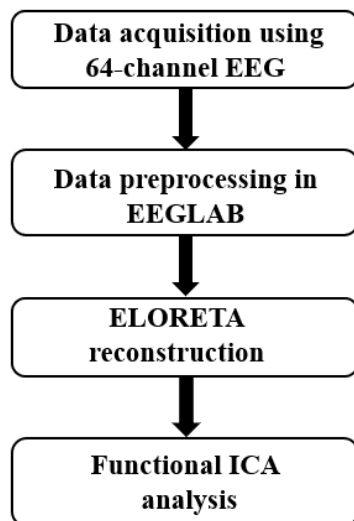 Data acquisition using
64-channel EEG
Data preprocessing in
EEGLAB
ELORETA
reconstruction
Functional ICA
analysis